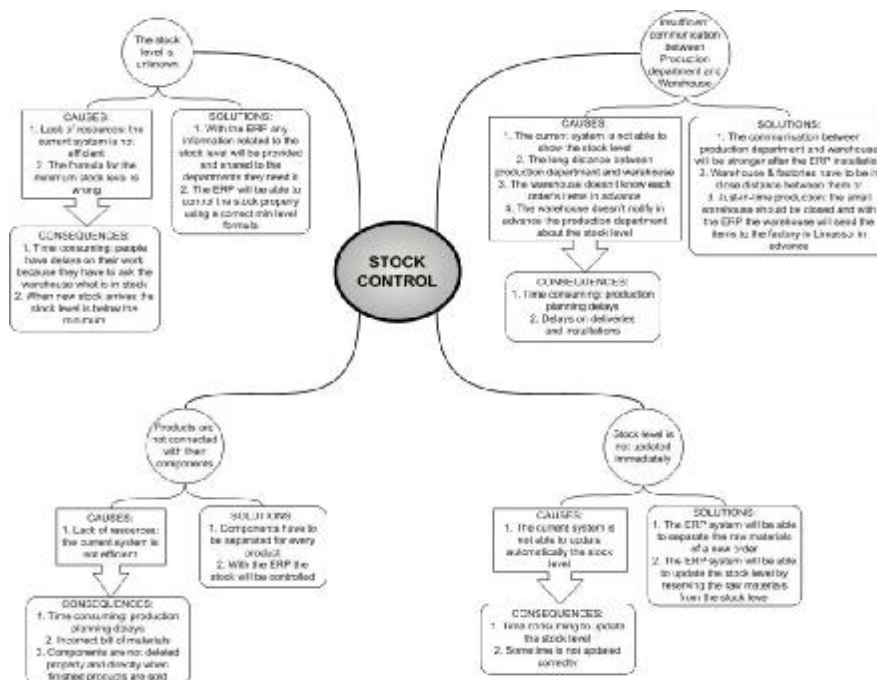 The stock
level is
unknown
CAUSES:
1. Lack of resources: the
current system is not
efficient
2. The formula for the
minimum stock level is
wrong
SOLUTIONS:
1. With the ERP any
information related to the
stock level will be provided
and shared to the
departments they need it
2. The ERP will be able to
control the stock properly
using a correct min level
formula
CONSEQUENCES:
1. Time consuming: people
have delays on their work
because they have to ask the
warehouse what is in stock
2. When new stock arrives the
stock level is below the
minimum
Insufficient
communication
between
Production
department and
Warehouse
CAUSES:
1. The current system is not able to
show the stock level
2. The long distance between
production department and warehouse
3. The warehouse doesn't know each
order's items in advance
4. The warehouse doesn't notify in
advance the production department
about the stock level
SOLUTIONS:
1. The communication between
production department and warehouse
will be stronger after the ERP installation
2. Warehouse & factories have to be in
close distance between them or
3. Just-in-time production: the small
warehouse should be closed and with
the ERP the warehouse will send the
items to the factory in Limassol in
advance
CONSEQUENCES:
1. Time consuming: production
planning delays
2. Delays on deliveries
and installations
STOCK
CONTROL
Products are
not connected
with their
components
CAUSES:
1. Lack of resources:
the current system is
not efficient
SOLUTIONS
1. Components have to
be separated for every
product
2. With the ERP the
stock will be controlled
CONSEQUENCES:
1. Time consuming: production
planning delays
2. Incorrect bill of materials
3. Components are not deleted
properly and directly when
finished products are sold
Stock level is
not updated
immediately
CAUSES:
1. The current system is
not able to update
automatically the stock
level
SOLUTIONS:
1. The ERP system will be able
to separate the raw materials
of a new order
2. The ERP system will be able
to update the stock level by
reserving the raw materials
from the stock level
CONSEQUENCES:
1. Time consuming to update
the stock level
2. Some time is not updated
correctly